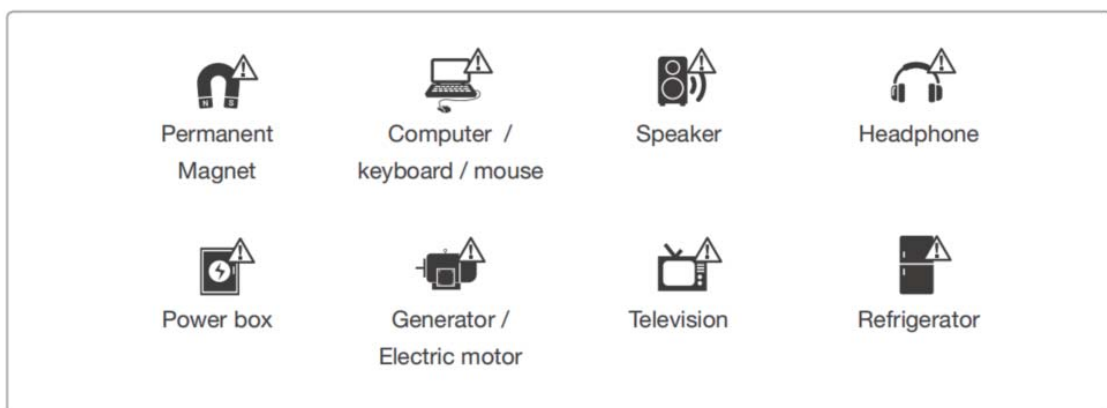 N S
Permanent
Magnet
Computer /
keyboard / mouse
Speaker
Headphone
Power box
Generator /
Electric motor
Television
Refrigerator